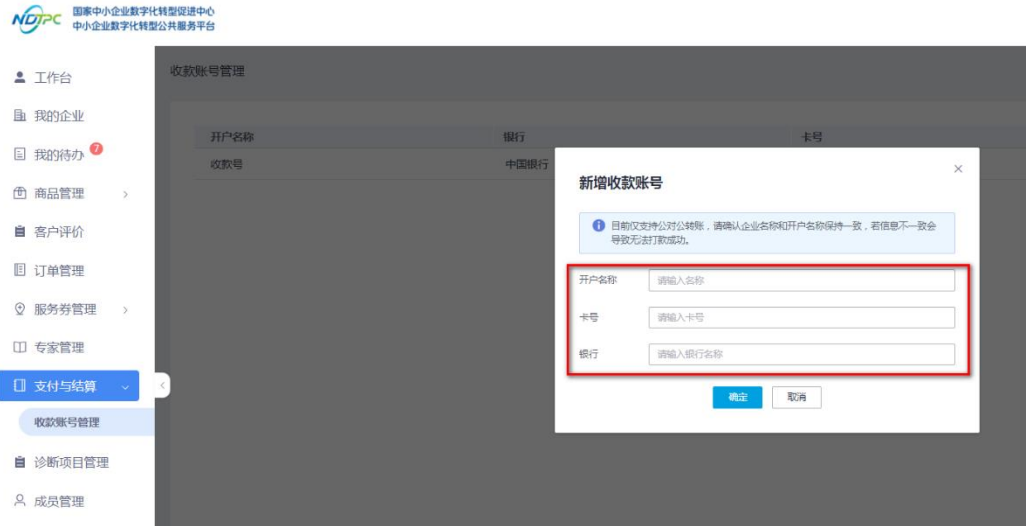 NDTPC
国家中小企业数字化转型促进中心
中小企业数字化转型公共服务平台
工作台
我的企业
我的待办 7
商品管理
客户评价
订单管理
服务券管理
专家管理
支付与结算
收款账号管理
诊断项目管理
成员管理
收款账号管理
开户名称 银行 卡号
收款号 中国银行
新增收款账号
目前仅支持公对公转账，请确认企业名称和开户名称保持一致，若信息不一致会
导致无法打款成功。
开户名称 请输入名称
卡号 请输入卡号
银行 请输入银行名称
确定 取消